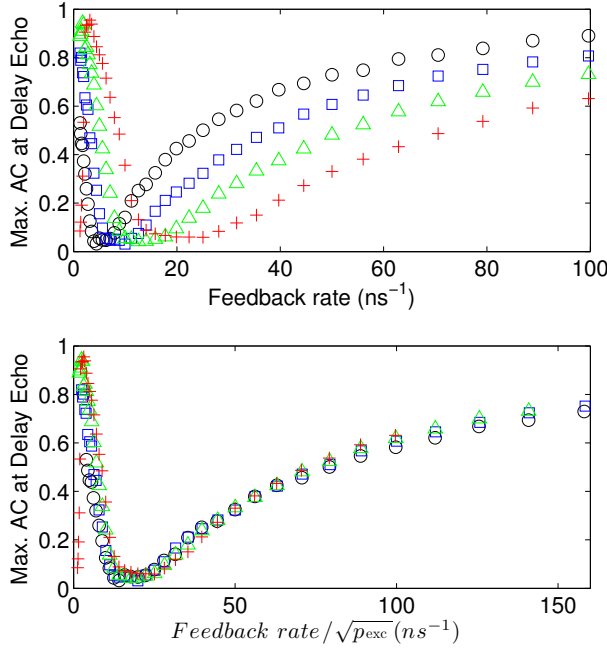 1
0.8
0.6
0.4
0.2
0
Max. AC at Delay Echo
0 20 40 60 80 100
Feedback rate (ns⁻¹)
1
0.8
0.6
0.4
0.2
0
Max. AC at Delay Echo
0 50 100 150
Feedback rate/√p_exc (ns⁻¹)